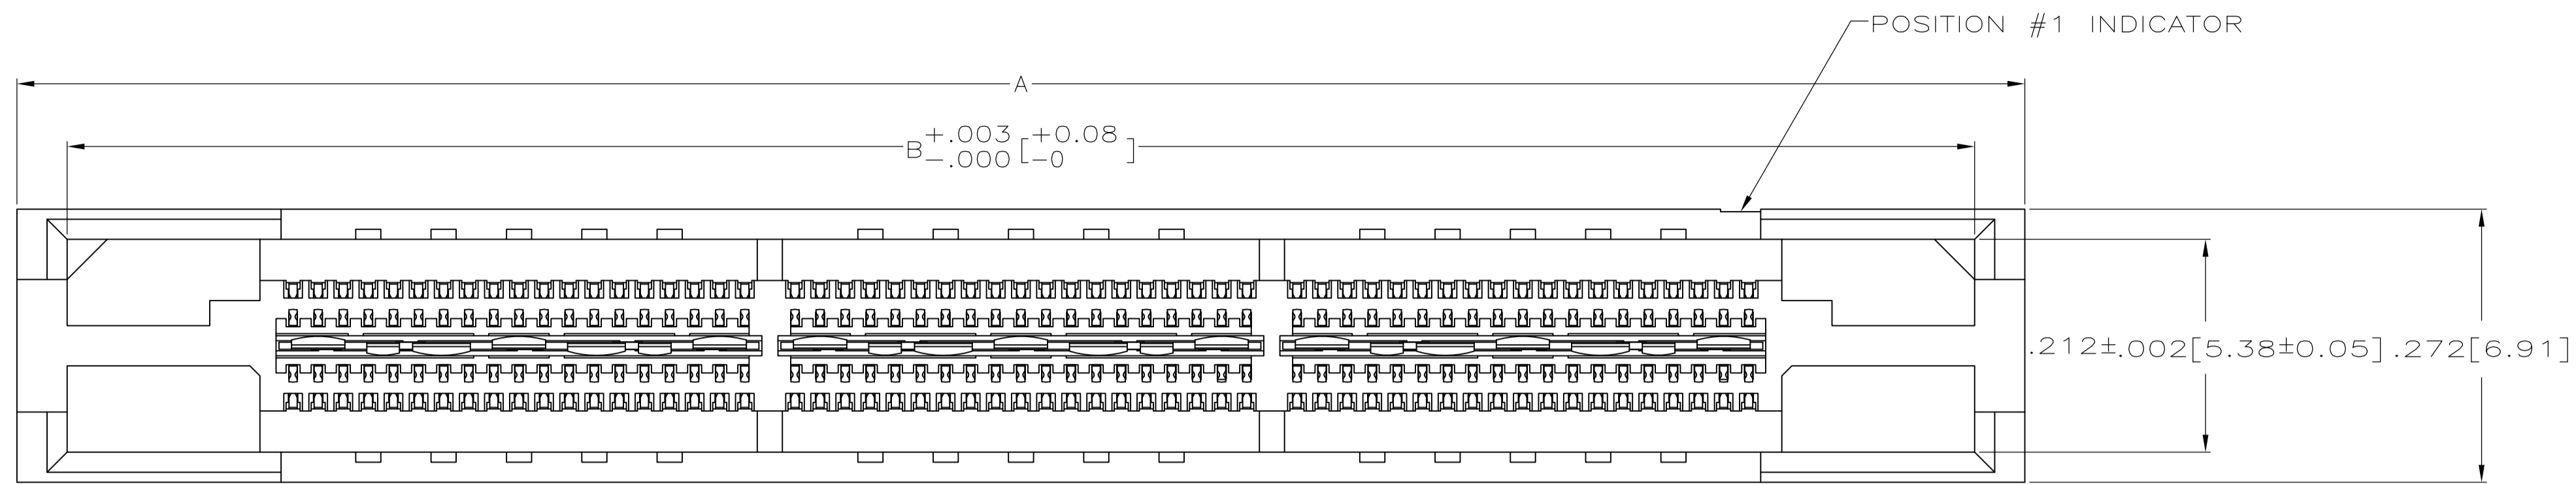 POSITION #1 INDICATOR
A
B +.003 [+0.08
-.000 [-0 ]
.212±.002[5.38±0.05] .272[6.91]